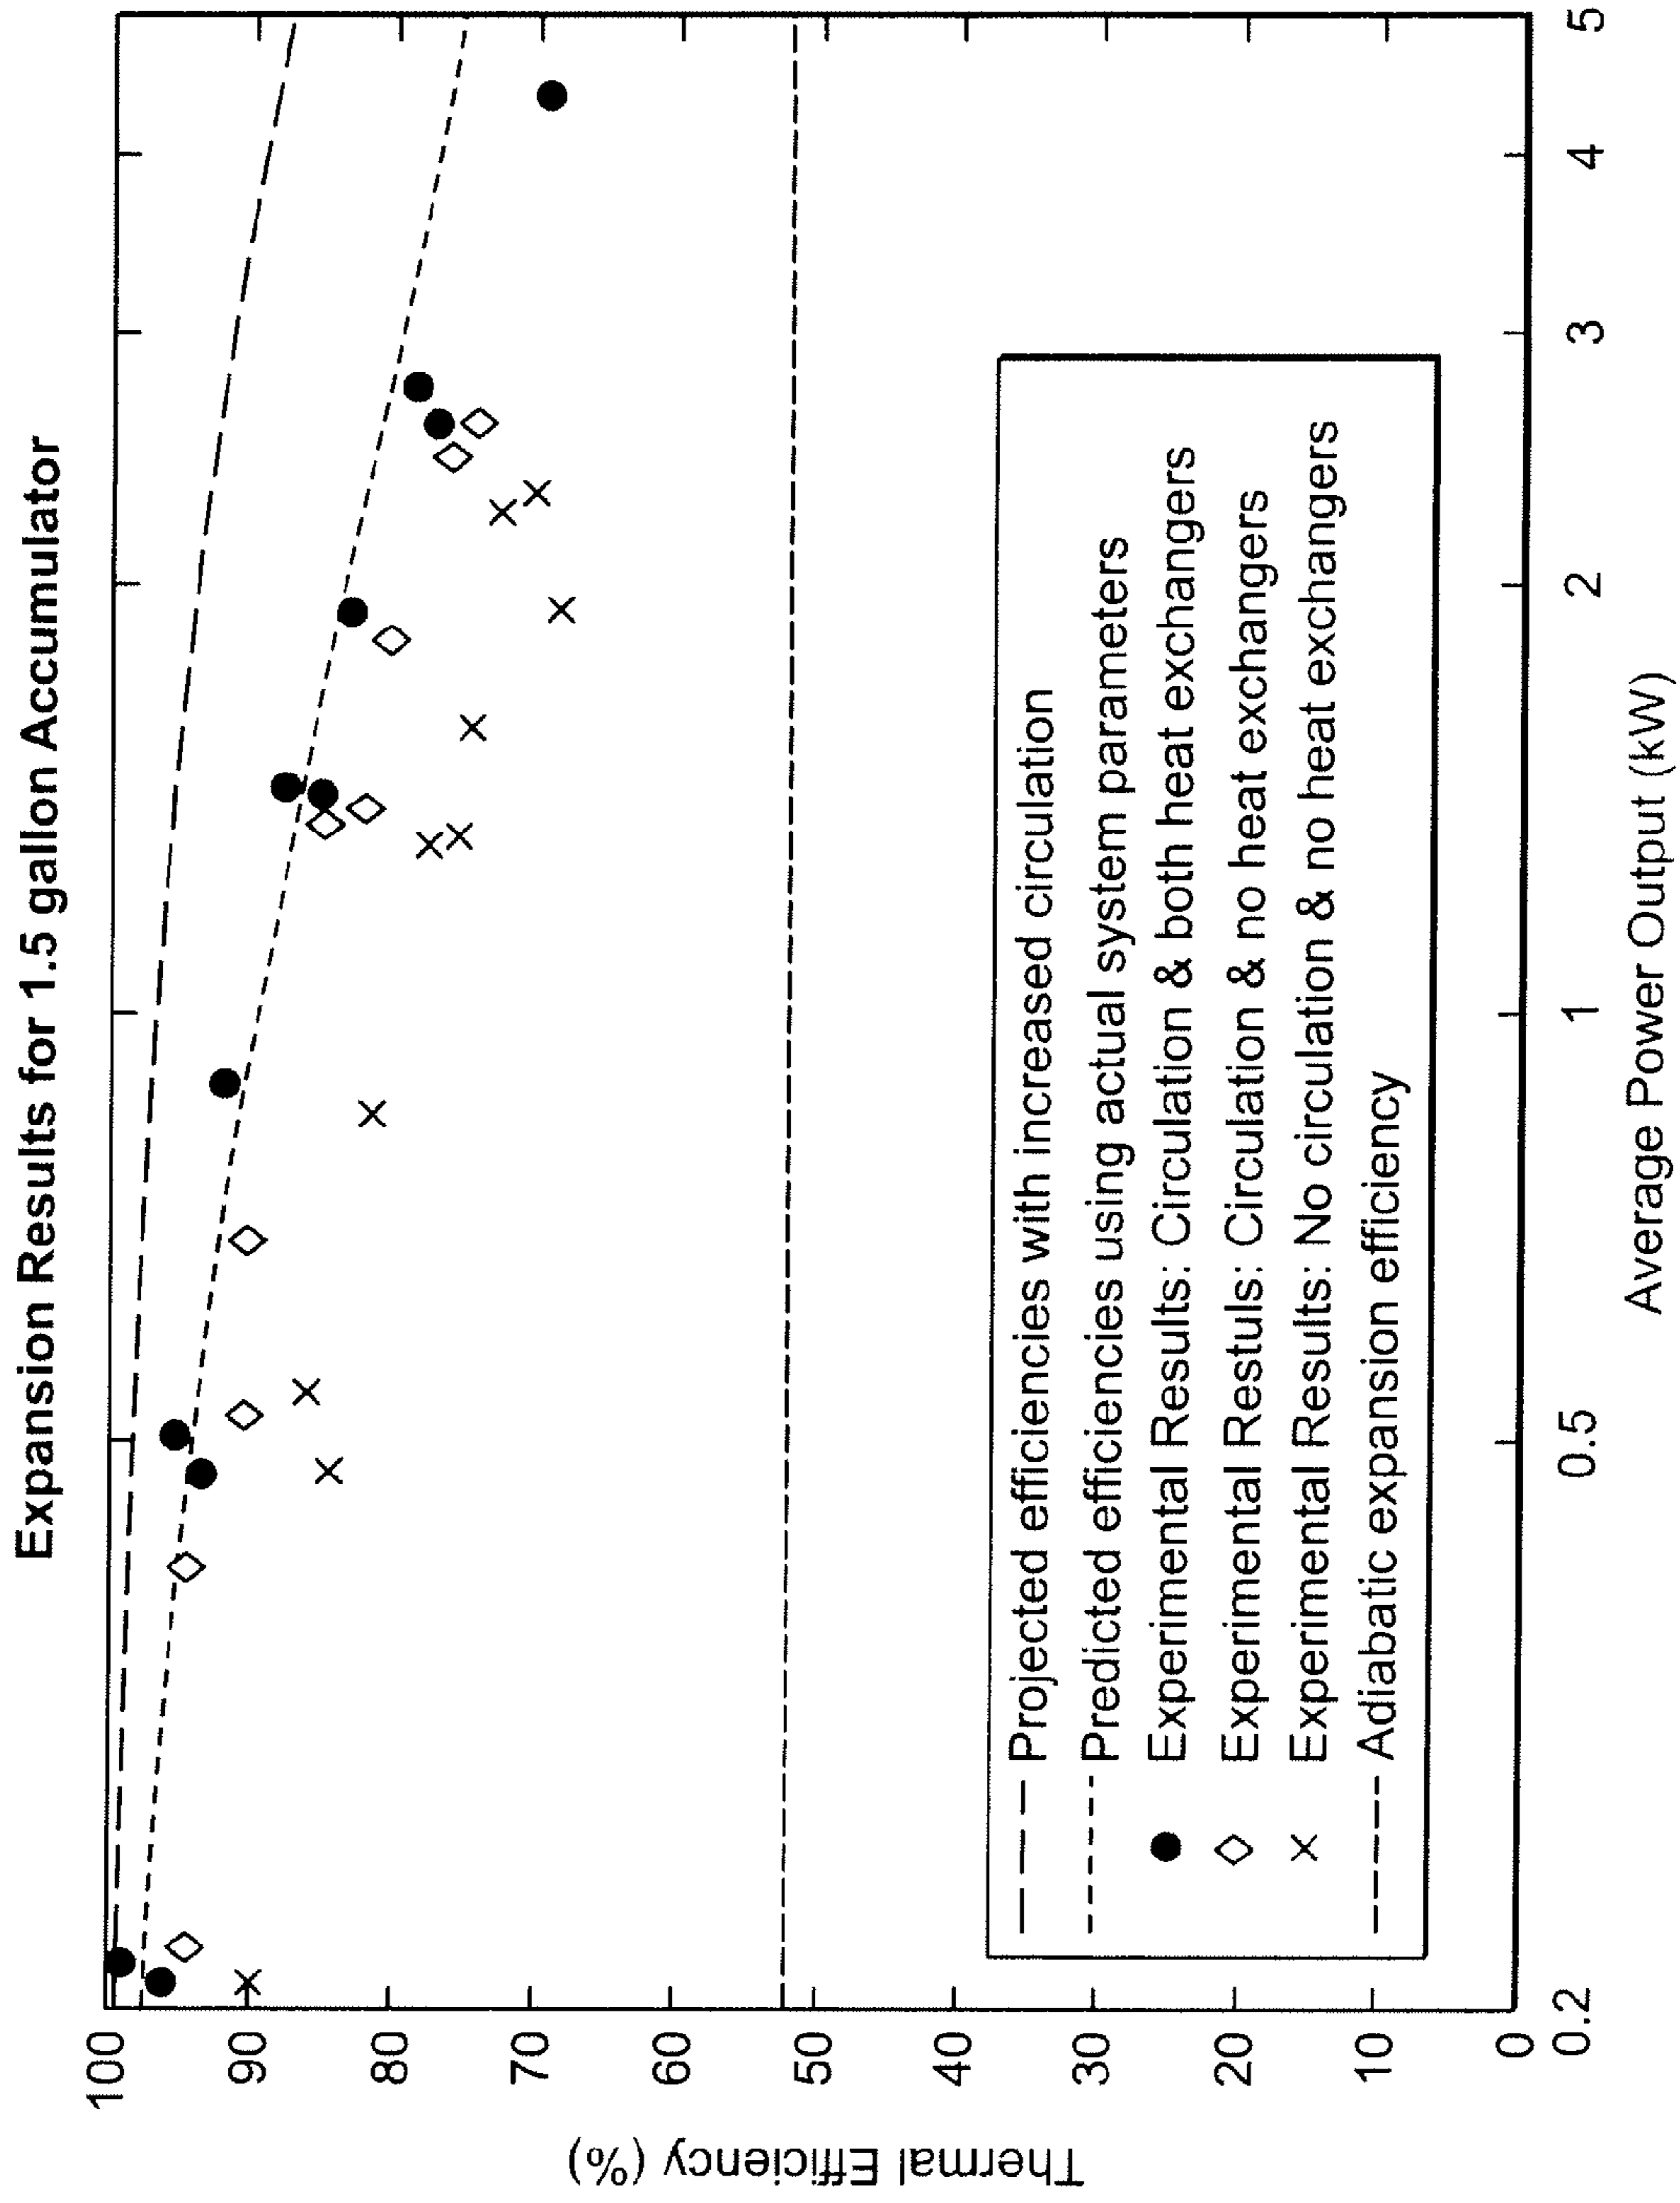 Expansion Results for 1.5 gallon Accumulator
Thermal Efficiency (%)
100
90
80
70
60
50
40
30
20
10
0
Projected efficiencies with increased circulation
Predicted efficiencies using actual system parameters
Experimental Results: Circulation & both heat exchangers
Experimental Restuls: Circulation & no heat exchangers
Experimental Results: No circulation & no heat exchangers
Adiabatic expansion efficiency
0.2
0.5
1
2
3
4
5
Average Power Output (kW)